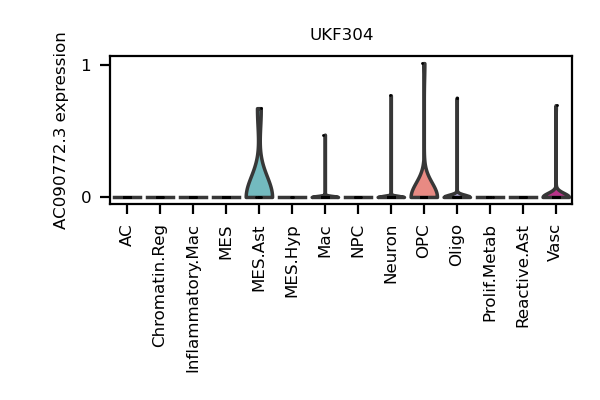 UKF304
AC090772.3 expression
1
0
AC
Chromatin.Reg
Inflammatory.Mac
MES
MES.Ast
MES.Hyp
Mac
NPC
Neuron
OPC
Oligo
Prolif.Metab
Reactive.Ast
Vasc